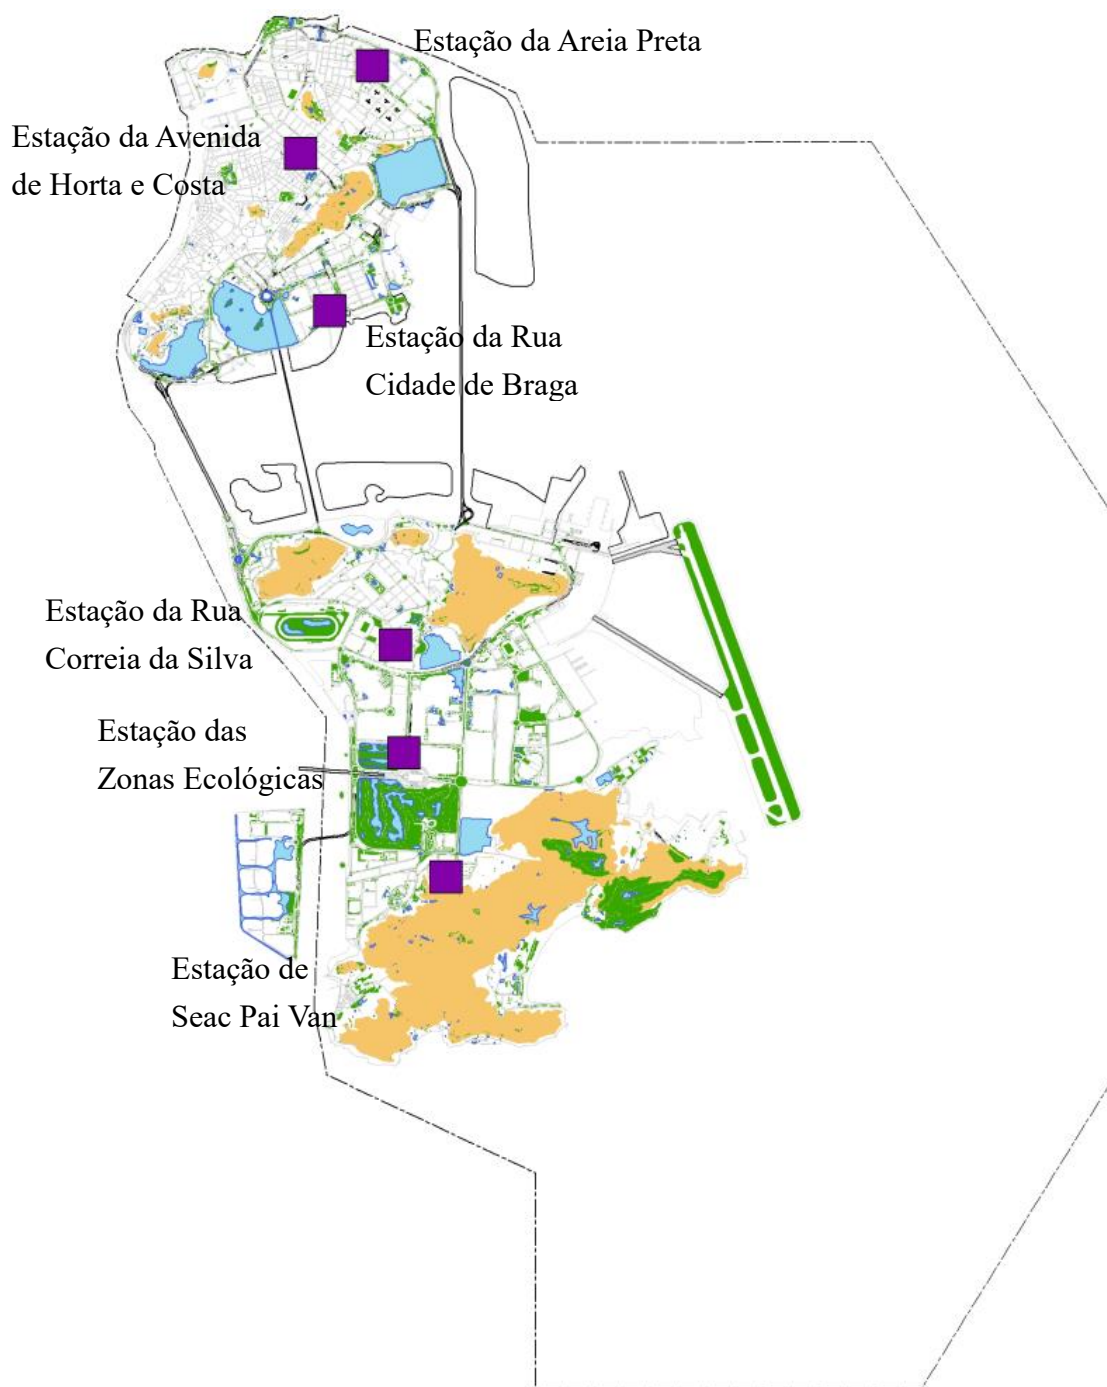 Estação da Areia Preta
Estação da Avenida
de Horta e Costa
Estação da Rua
Cidade de Braga
Estação da Rua
Correia da Silva
Estação das
Zonas Ecológicas
Estação de
Seac Pai Van